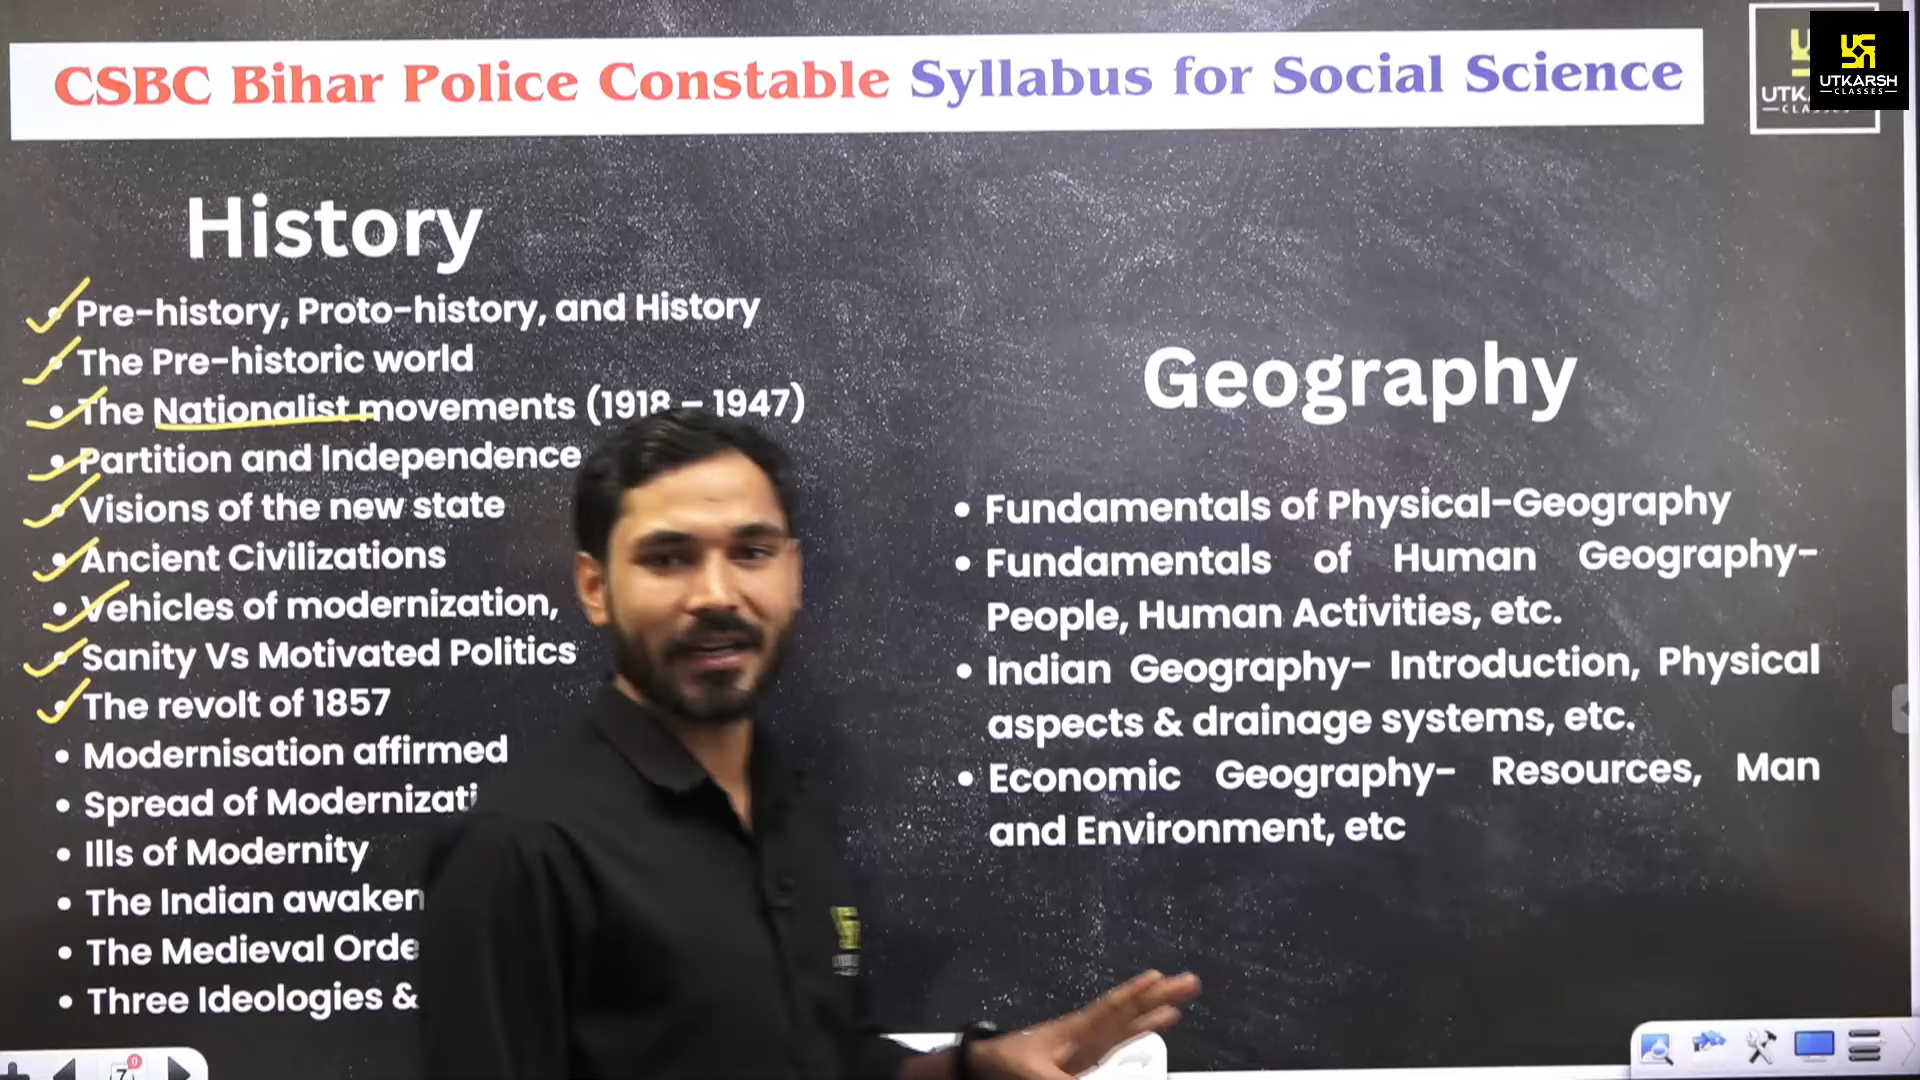 CSBC Bihar Police Constable Syllabus for Social Science
UTKARSH
CLASSES
History
Pre-history, Proto-history, and History
The Pre-historic world
The Nationalist movements (1918 – 1947)
Partition and Independence
Visions of the new state
Ancient Civilizations
Vehicles of modernization,
Sanity Vs Motivated Politics
The revolt of 1857
Modernisation affirmed
Spread of
Ills of Modernity
The Indian
The Medieval
Three Ideologies &
Geography
Fundamentals of Physical-Geography
Fundamentals of Human Geography-
People, Human Activities, etc.
Indian Geography- Introduction, Physical
aspects & drainage systems, etc.
Economic Geography- Resources, Man
and Environment, etc
7
0